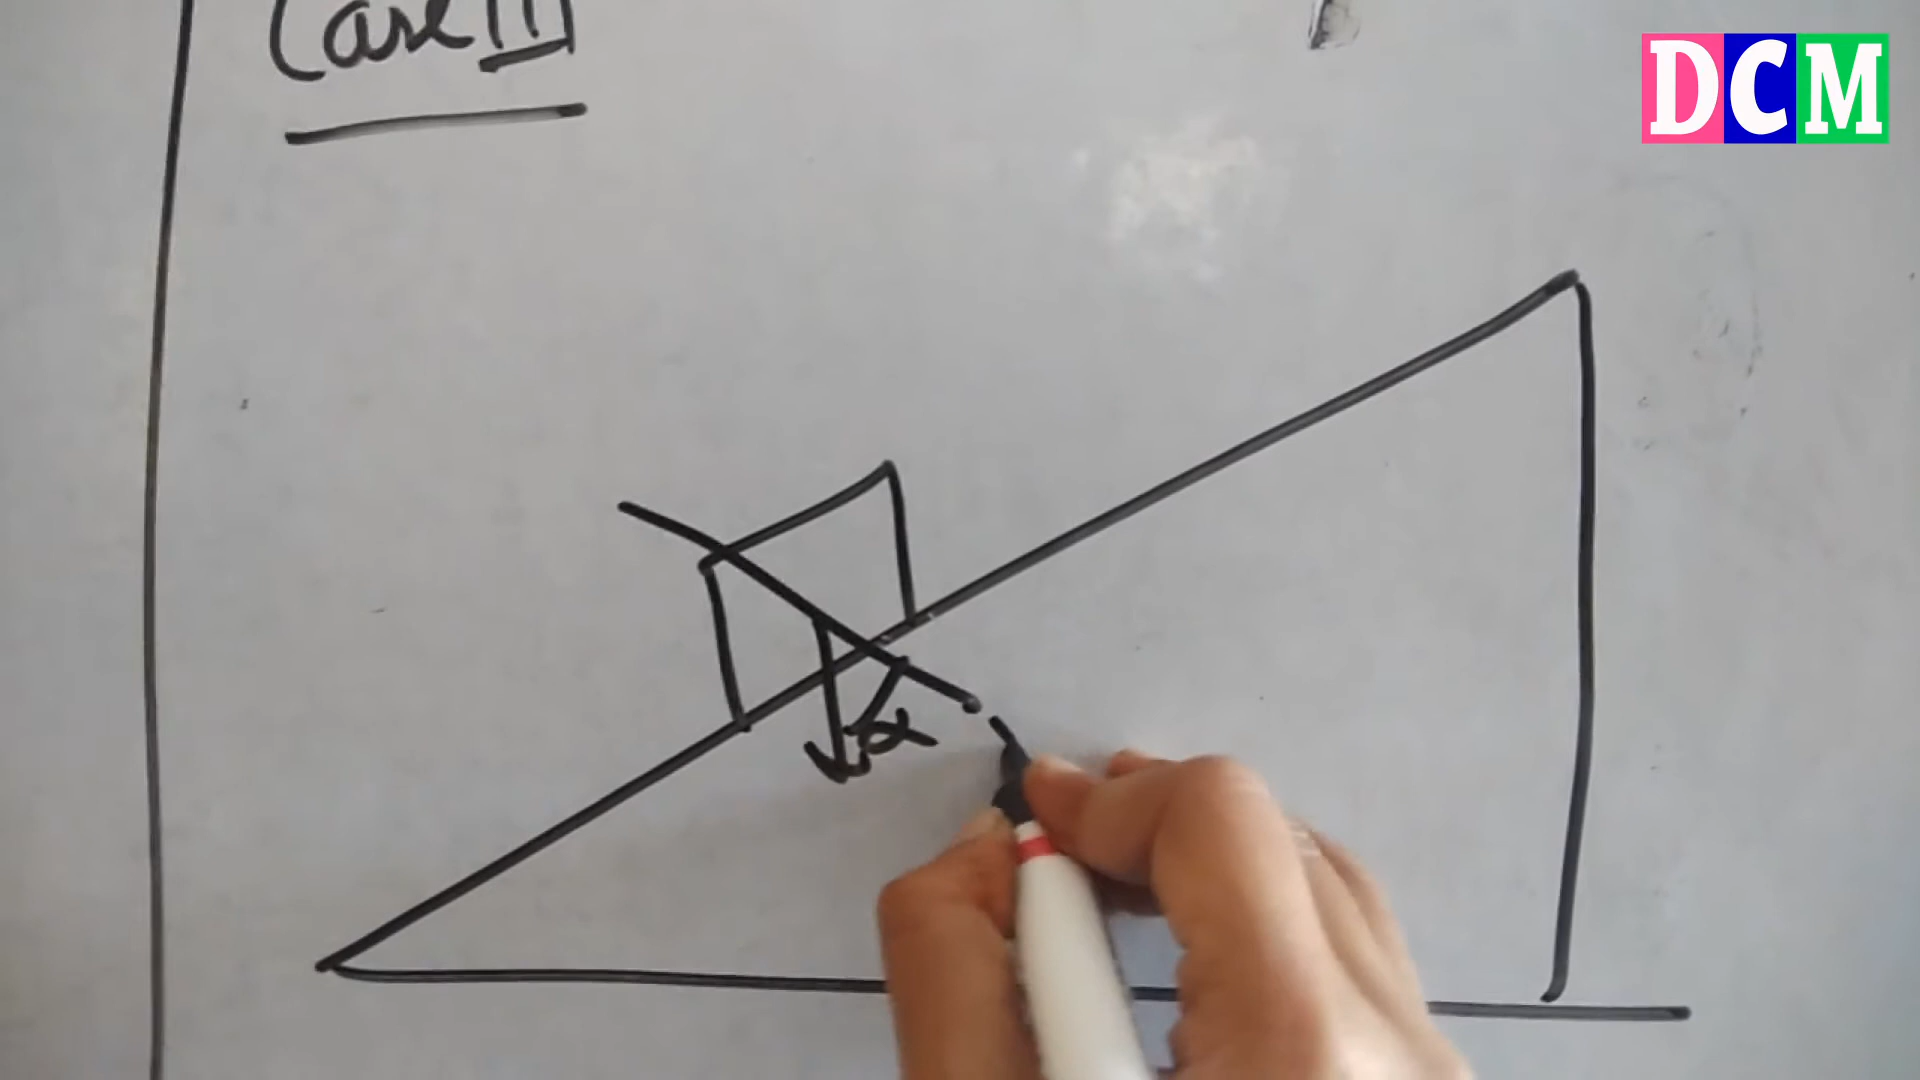 Case II
DCM
α